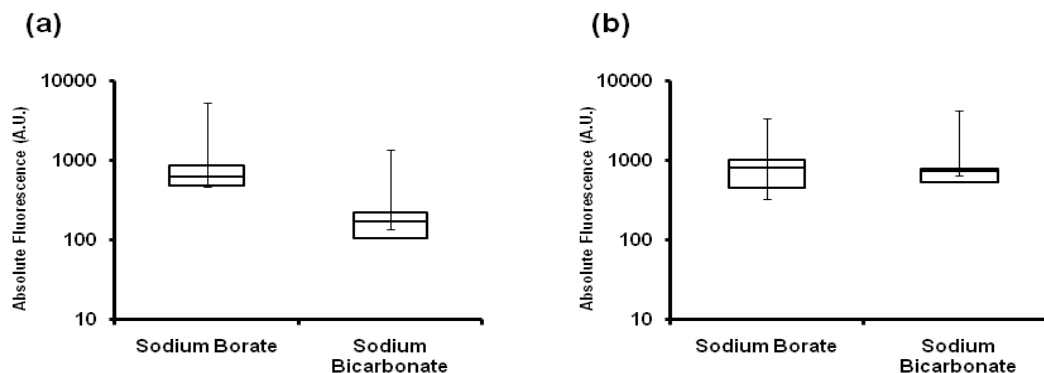 (a)
10000
1000
100
10
Absolute Fluorescence (A.U.)
Sodium Borate
Sodium
Bicarbonate
(b)
10000
1000
100
10
Absolute Fluorescence (A.U.)
Sodium Borate
Sodium
Bicarbonate